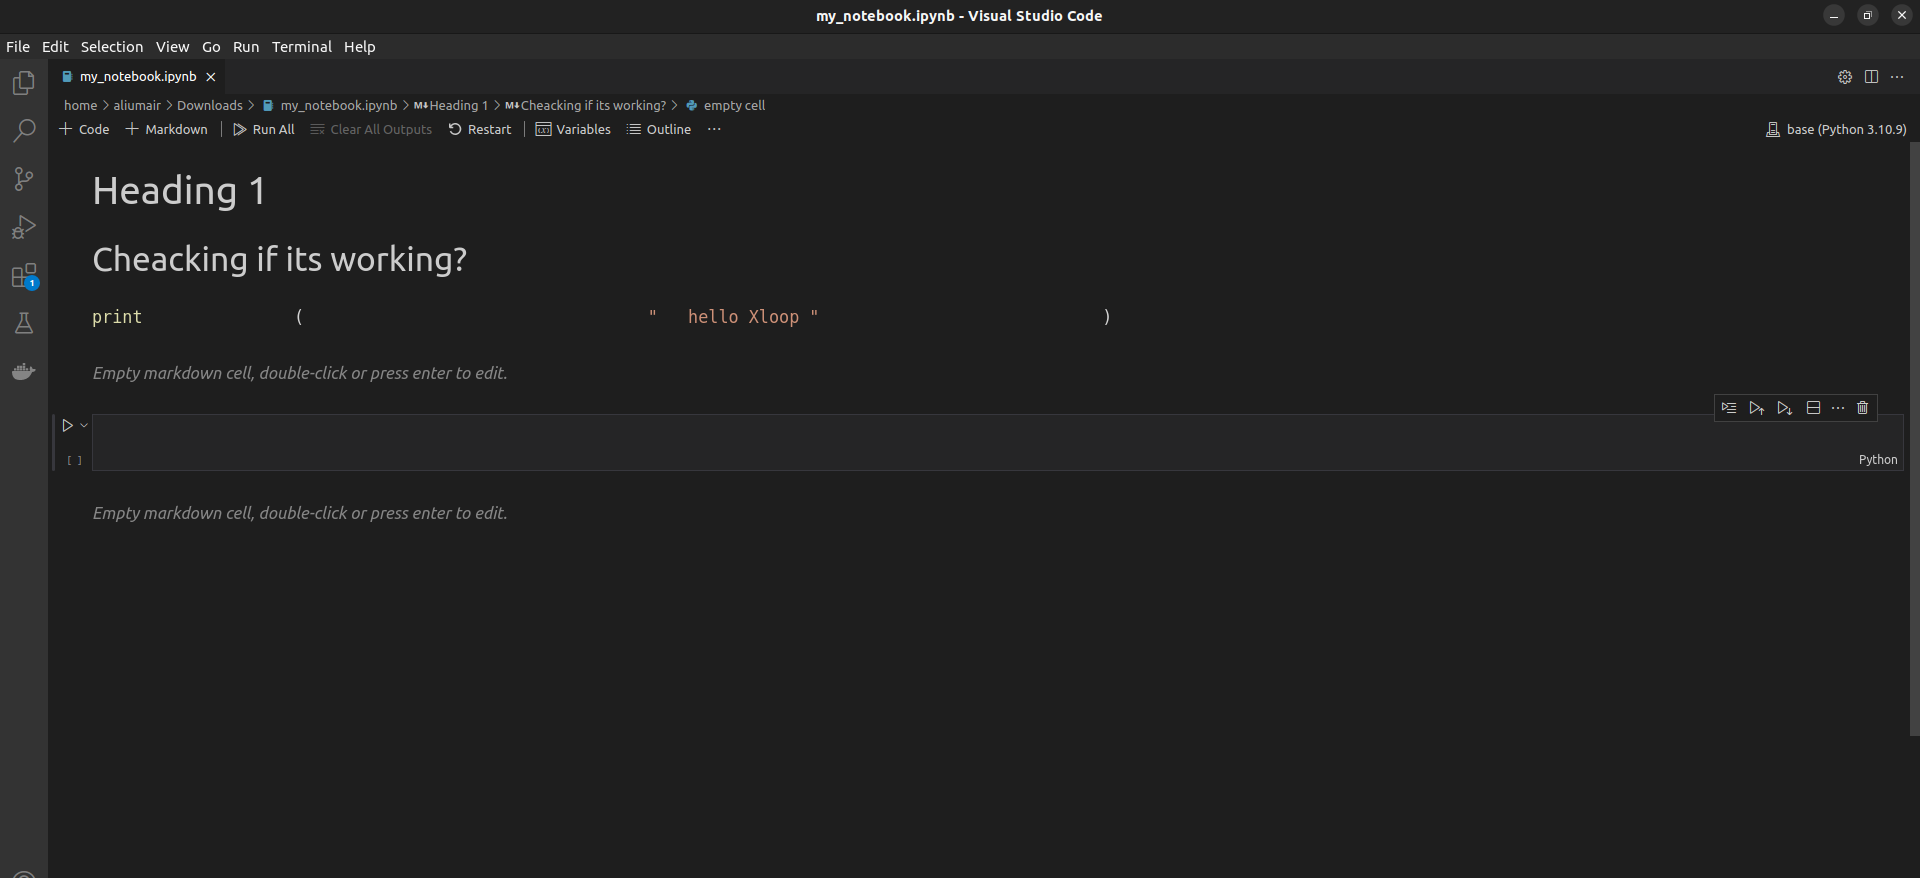 my_notebook.ipynb - Visual Studio Code
File Edit Selection View Go Run Terminal Help
my_notebook.ipynb
home > aliumair > Downloads > my_notebook.ipynb > M↓Heading 1 > M↓Cheacking if its working? > empty cell
+ Code + Markdown Run All Clear All Outputs Restart Variables Outline ... base (Python 3.10.9)
Heading 1
Cheacking if its working?
print ( " hello Xloop " )
Empty markdown cell, double-click or press enter to edit.
[ ]
Python
Empty markdown cell, double-click or press enter to edit.
1